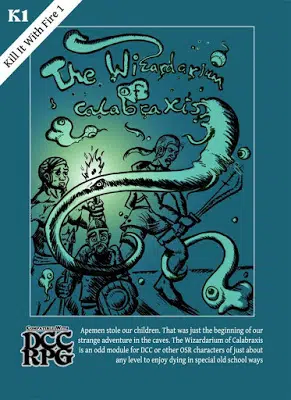 K1
Kill It With Fire 1
The Wizardarium
OF
Calabraxis
COMPATIBLE WITH
DCC
RPG
Apemen stole our children. That was just the beginning of our
strange adventure in the caves. The Wizardarium of Calabraxis
is an odd module for DCC or other OSR characters of just about
any level to enjoy dying in special old school ways